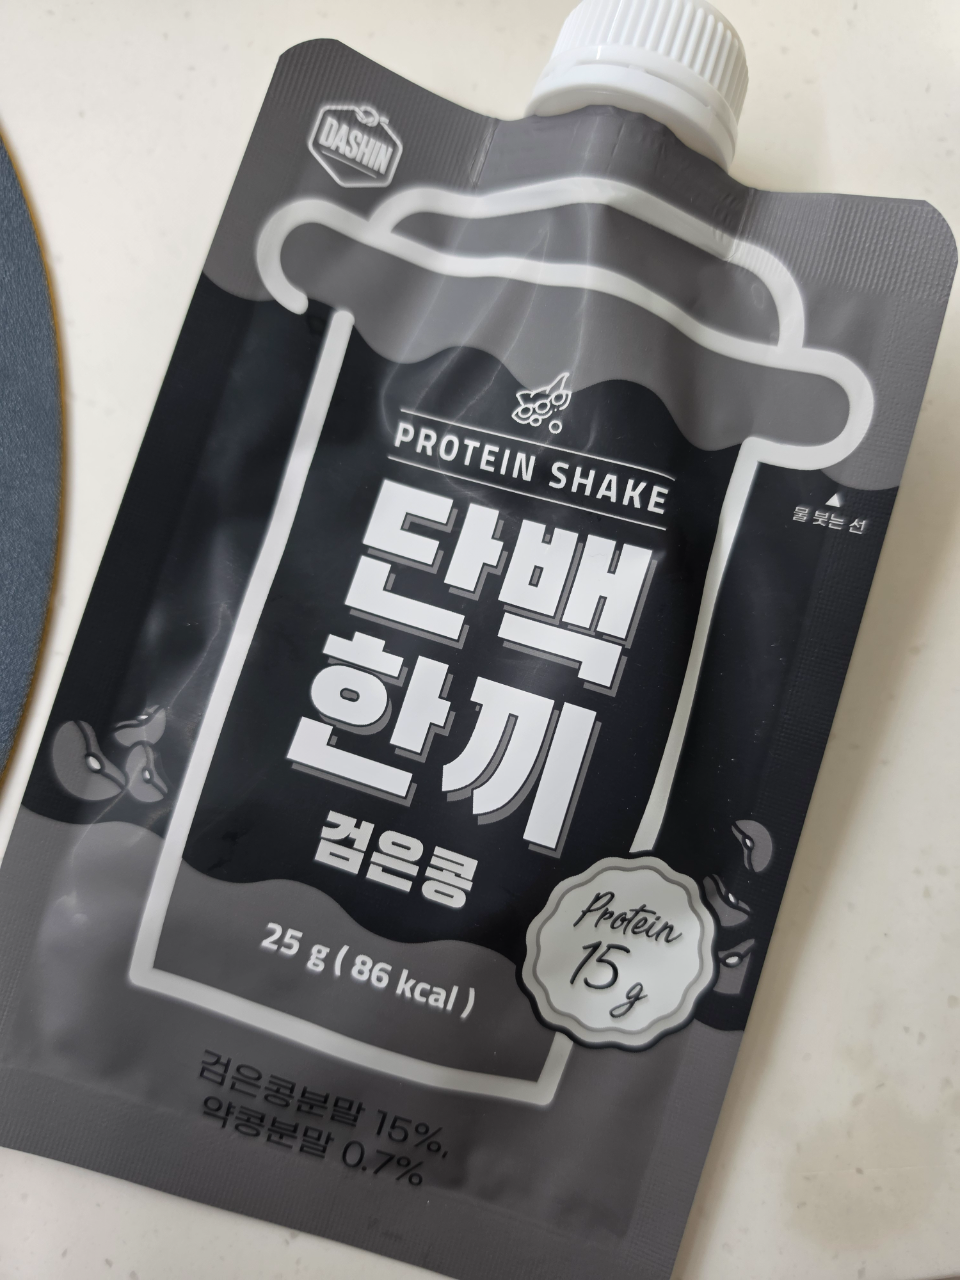 DASHIN
PROTEIN SHAKE
물 붓는 선
단백
한끼
검은콩
25 g ( 86 kcal )
Protein
15 g
검은콩분말 15%,
약콩분말 0.7%